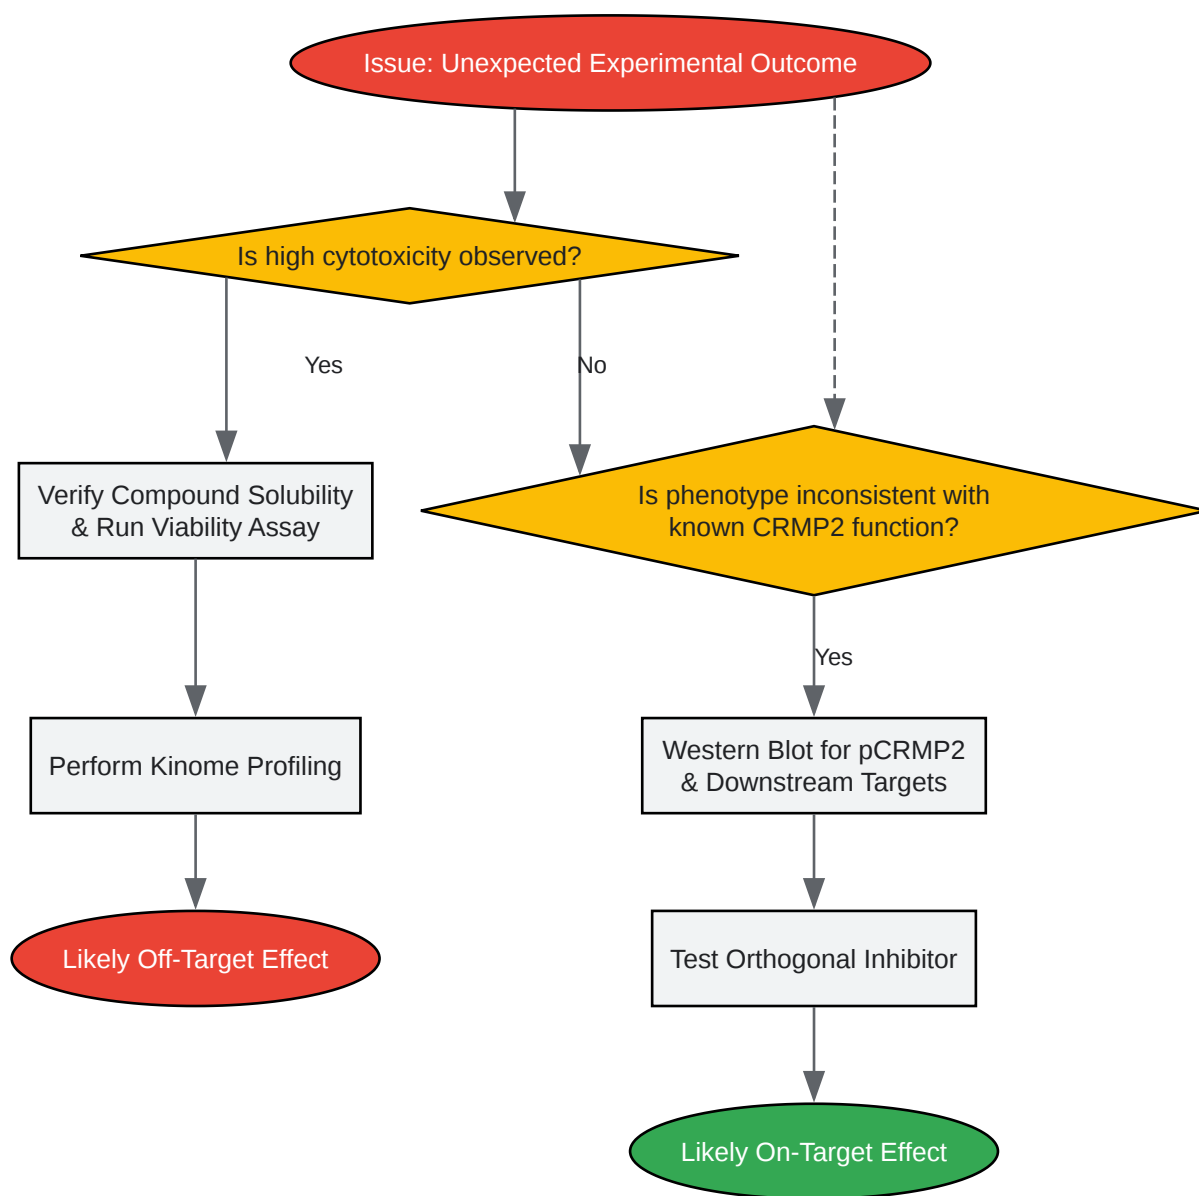 Issue: Unexpected Experimental Outcome
Is high cytotoxicity observed?
Yes
No
Verify Compound Solubility
& Run Viability Assay
Is phenotype inconsistent with
known CRMP2 function?
Yes
Perform Kinome Profiling
Western Blot for pCRMP2
& Downstream Targets
Likely Off-Target Effect
Test Orthogonal Inhibitor
Likely On-Target Effect